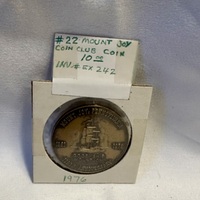 #22 MOUNT JOY
COIN CLUB COIN
10.00
INV.# EX 242
1976